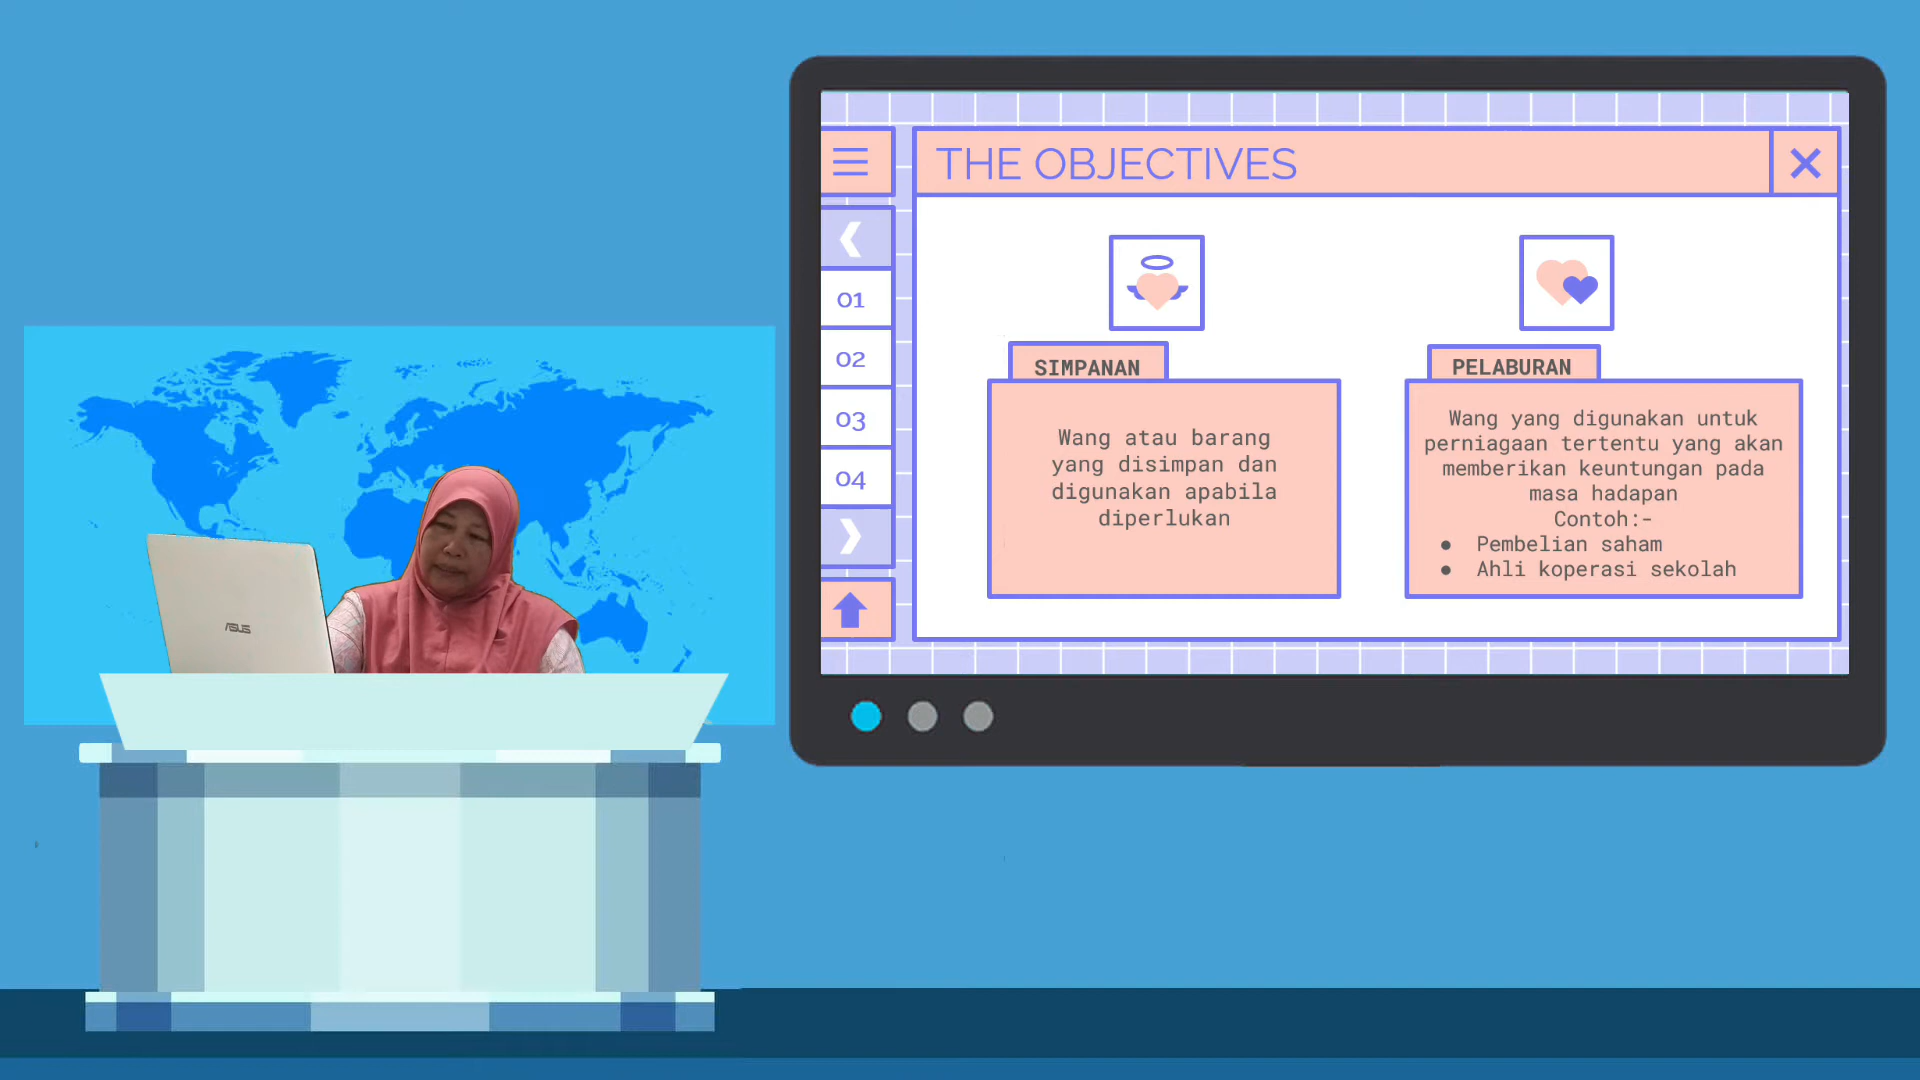 THE OBJECTIVES
01
02
03
04
SIMPANAN
Wang atau barang
yang disimpan dan
digunakan apabila
diperlukan
PELABURAN
Wang yang digunakan untuk
perniagaan tertentu yang akan
memberikan keuntungan pada
masa hadapan
Contoh:-
● Pembelian saham
● Ahli koperasi sekolah
ASUS